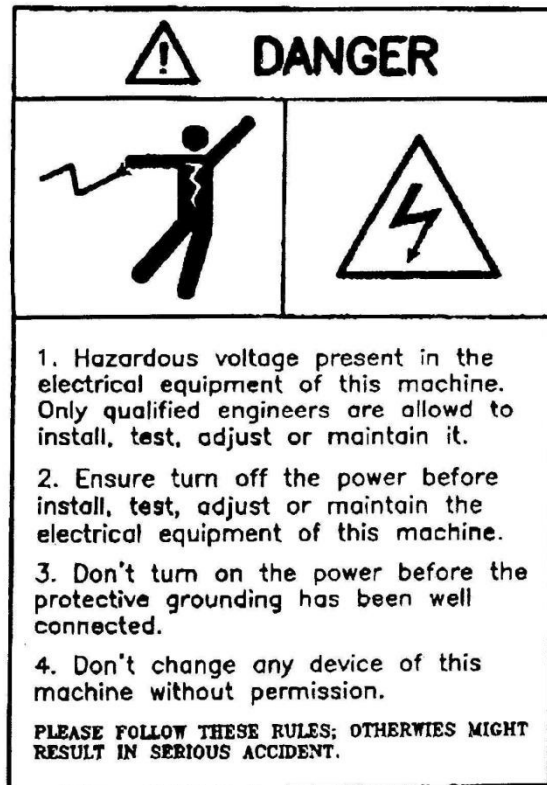 DANGER
1. Hazardous voltage present in the
electrical equipment of this machine.
Only qualified engineers are allowd to
install, test, adjust or maintain it.
2. Ensure turn off the power before
install, test, adjust or maintain the
electrical equipment of this machine.
3. Don't turn on the power before the
protective grounding has been well
connected.
4. Don't change any device of this
machine without permission.
PLEASE FOLLOW THESE RULES; OTHERWIES MIGHT
RESULT IN SERIOUS ACCIDENT.